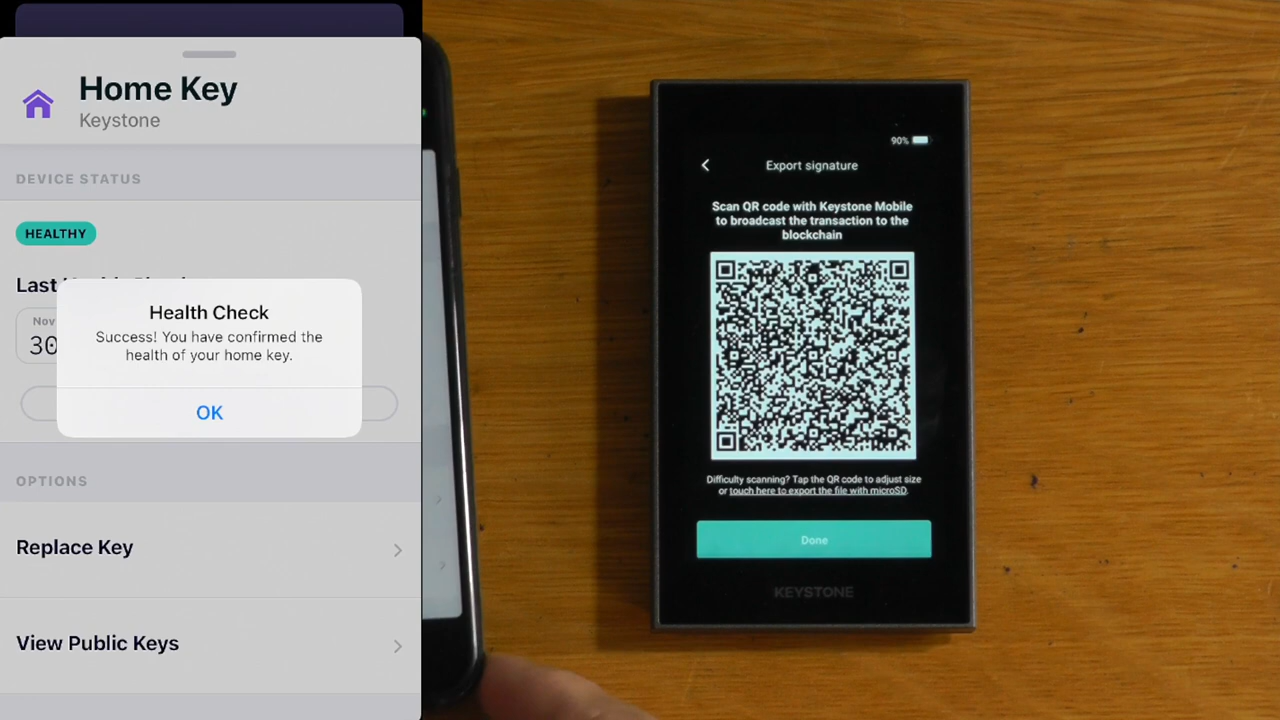 Home Key
Keystone
DEVICE STATUS
HEALTHY
Last
Nov
30
Health Check
Success! You have confirmed the
health of your home key.
OK
OPTIONS
Replace Key
View Public Keys
90%
Export signature
Scan QR code with Keystone Mobile
to broadcast the transaction to the
blockchain
Difficulty scanning? Tap the QR code to adjust size
or touch here to export the file with microSD.
Done
KEYSTONE